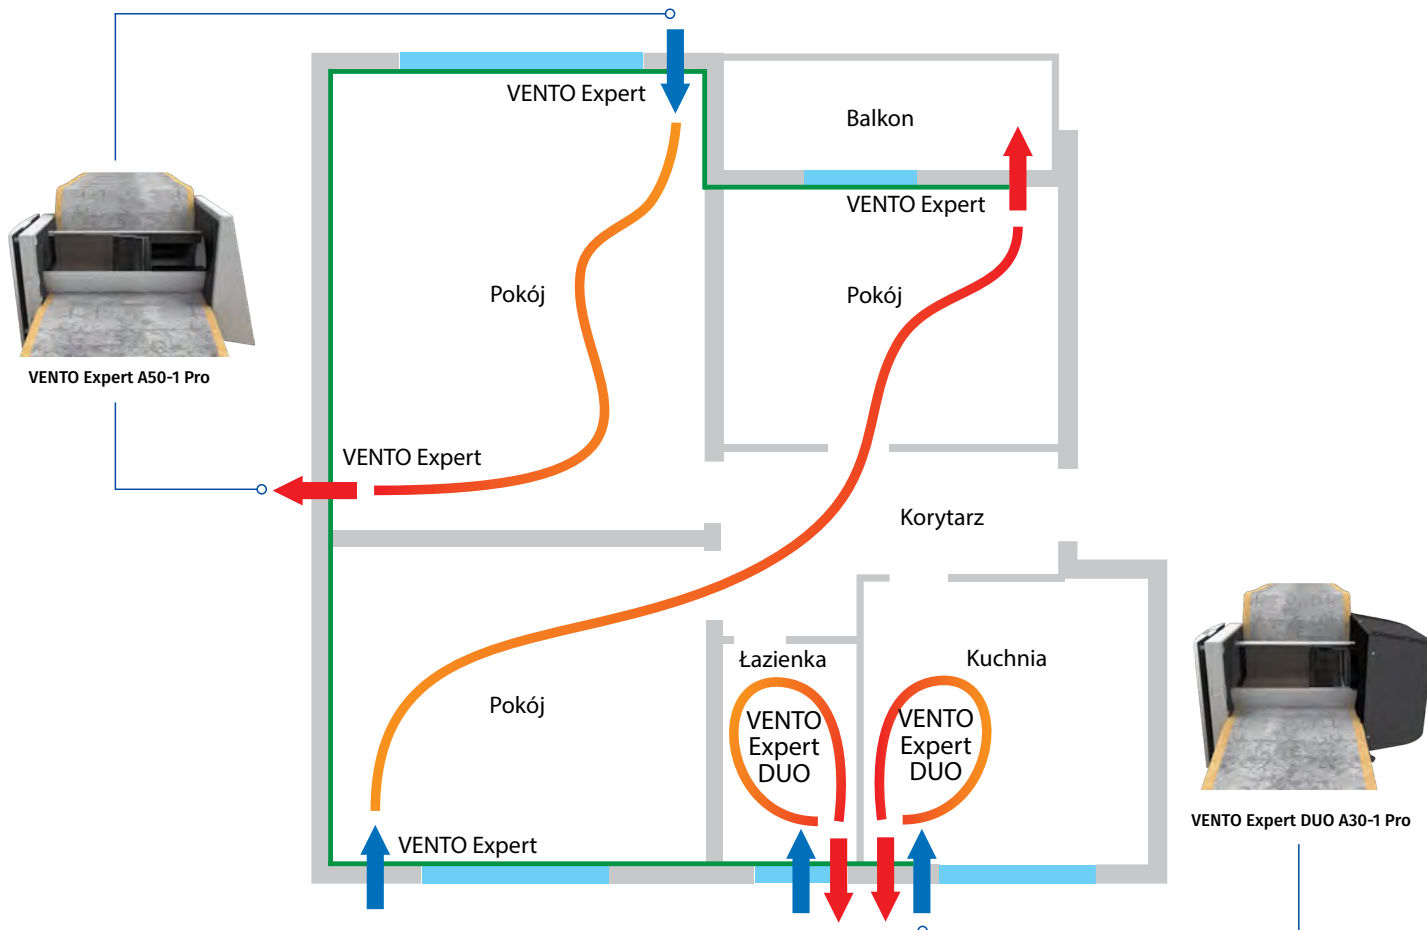 VENTO Expert
Balkon
VENTO Expert
Pokój
Pokój
VENTO Expert A50-1 Pro
VENTO Expert
Korytarz
Łazienka
Kuchnia
Pokój
VENTO
Expert
DUO
VENTO
Expert
DUO
VENTO Expert DUO A30-1 Pro
VENTO Expert